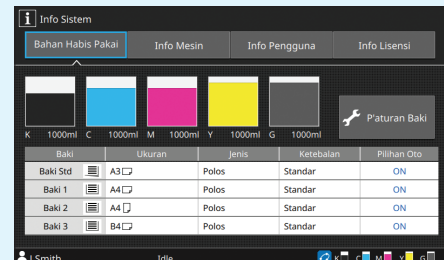 i Info Sistem
Bahan Habis Pakai Info Mesin Info Pengguna Info Lisensi
K 1000ml C 1000ml M 1000ml Y 1000ml G 1000ml
P'aturan Baki
Baki Ukuran Jenis Ketebalan Pilihan Oto
Baki Std A3 Polos Standar ON
Baki 1 A4 Polos Standar ON
Baki 2 A4 Polos Standar ON
Baki 3 B4 Polos Standar ON
J.Smith Idle K C M Y G